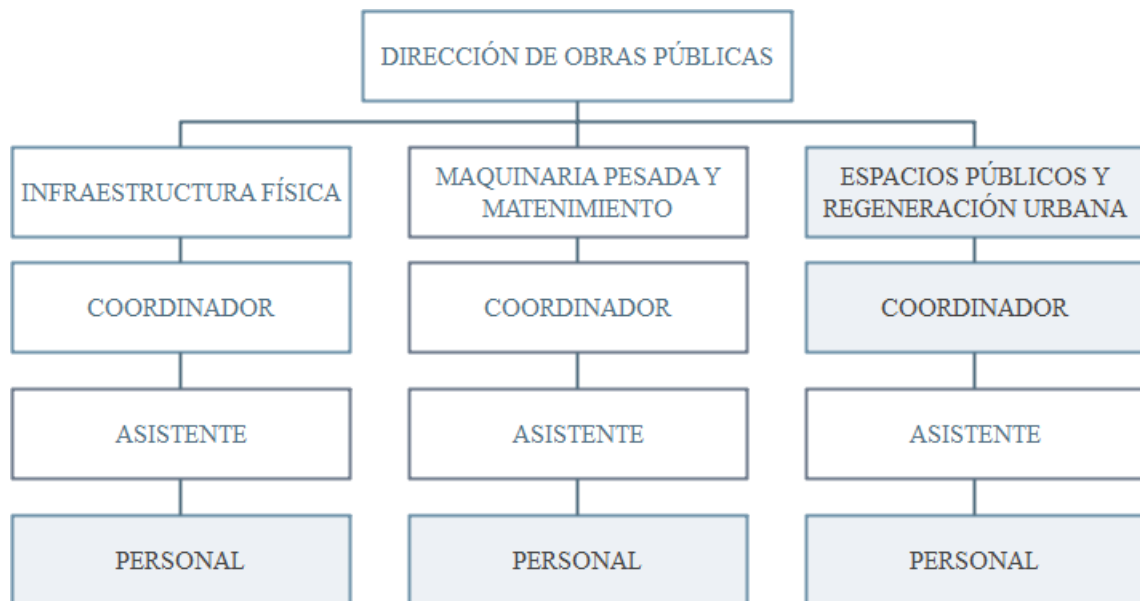 DIRECCIÓN DE OBRAS PÚBLICAS
INFRAESTRUCTURA FÍSICA
MAQUINARIA PESADA Y
MATENIMIENTO
ESPACIOS PÚBLICOS Y
REGENERACIÓN URBANA
COORDINADOR
COORDINADOR
COORDINADOR
ASISTENTE
ASISTENTE
ASISTENTE
PERSONAL
PERSONAL
PERSONAL